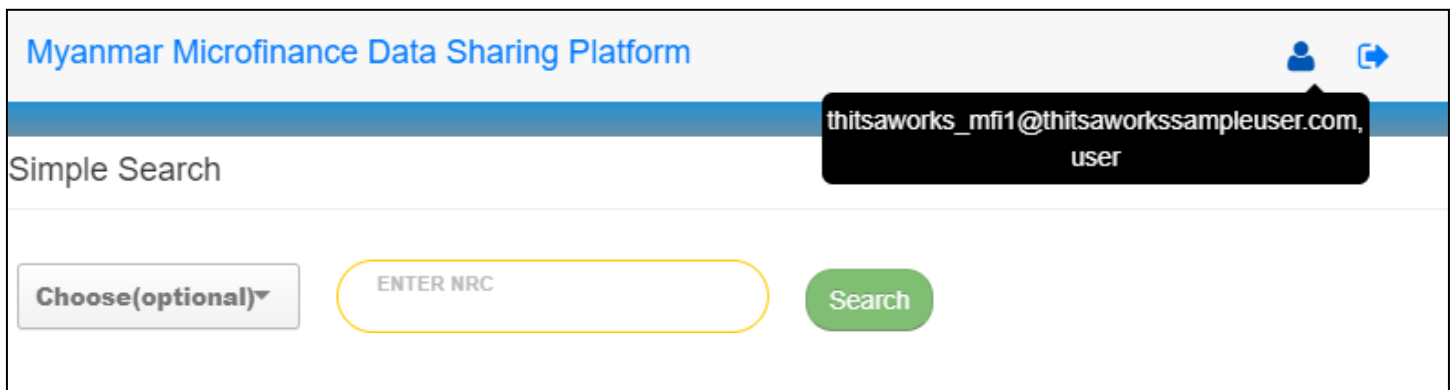 Myanmar Microfinance Data Sharing Platform
thitsaworks_mfi1@thitsaworkssampleuser.com,
user
Simple Search
Choose(optional)
ENTER NRC
Search